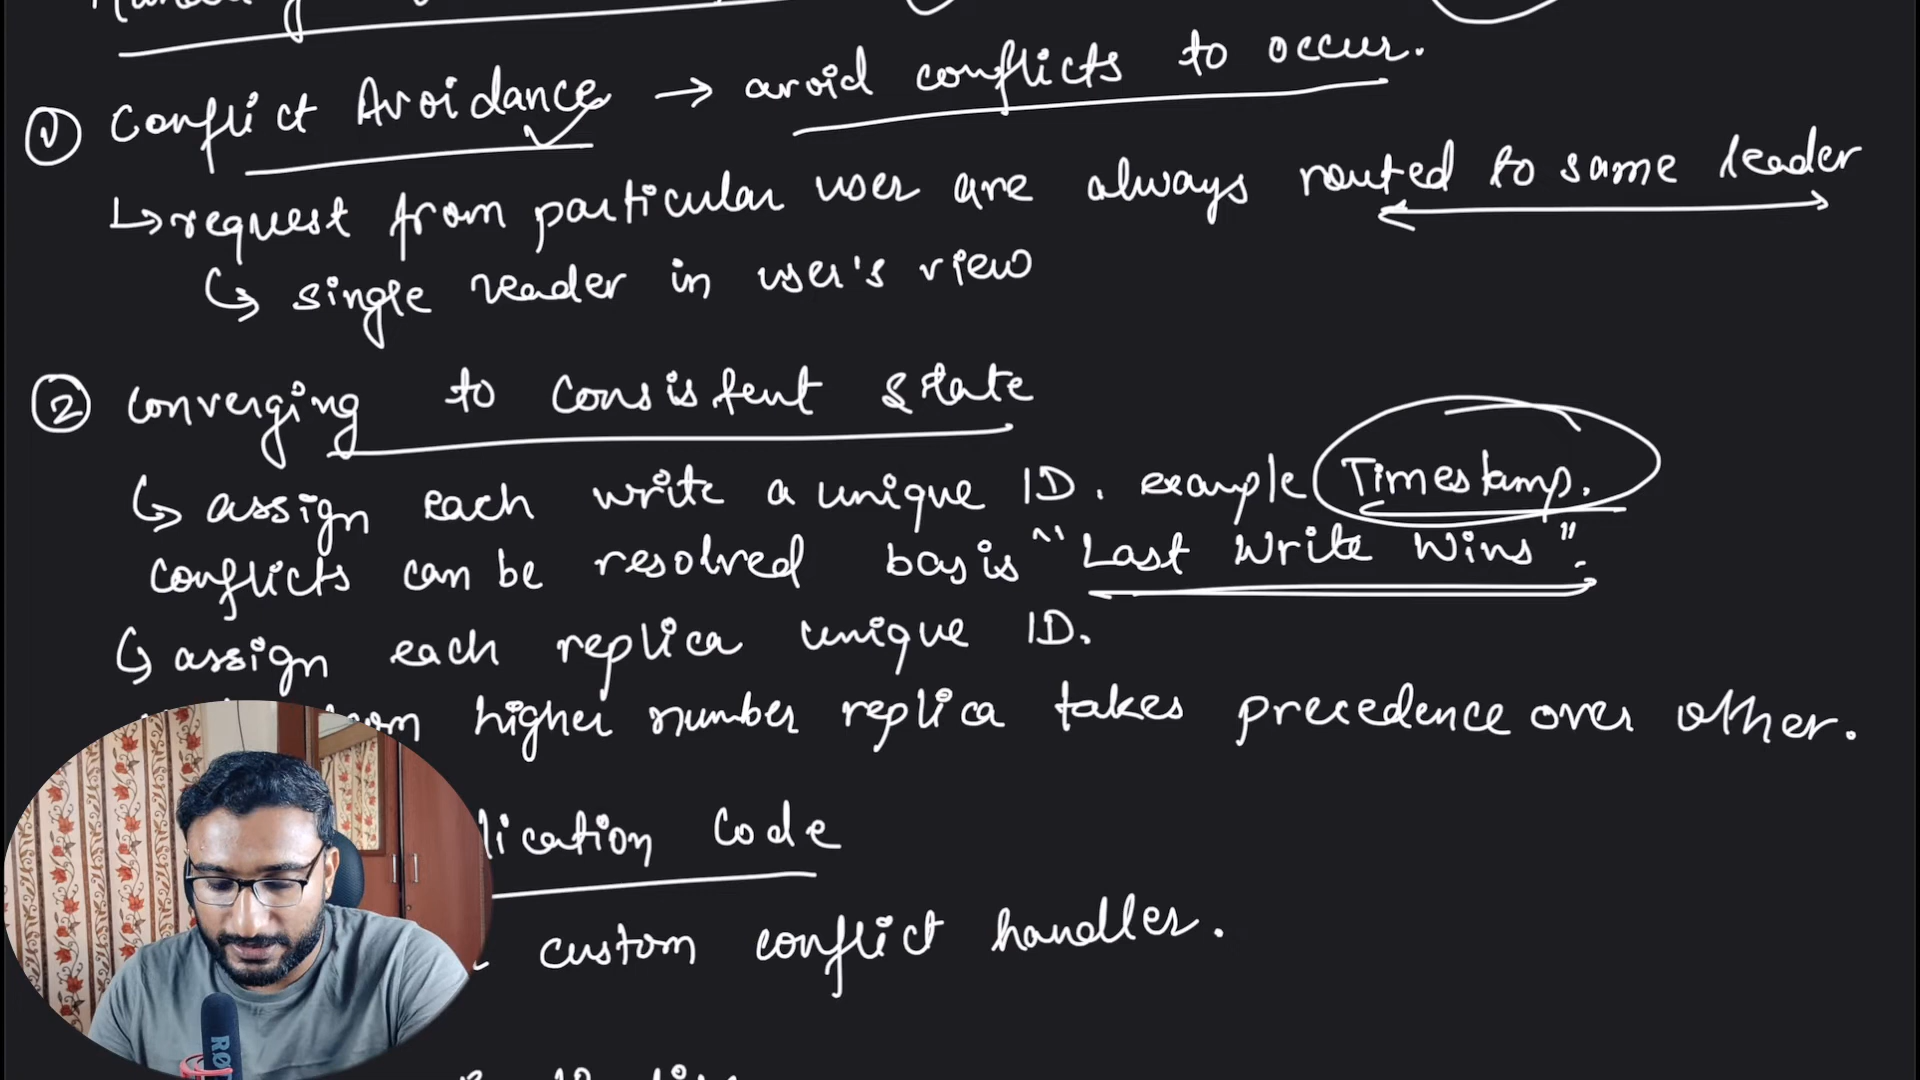 ① Conflict Avoidance → avoid conflicts to occur.
↳ request from particular user are always routed to same leader
↳ single leader in user's view
② Converging to Consistent State
↳ assign each write a unique ID. example Timestamp.
conflicts can be resolved basis "Last Write Wins".
↳ assign each replica unique ID.
higher number replica takes precedence over other.
lication Code
custom conflict handler.
RØ